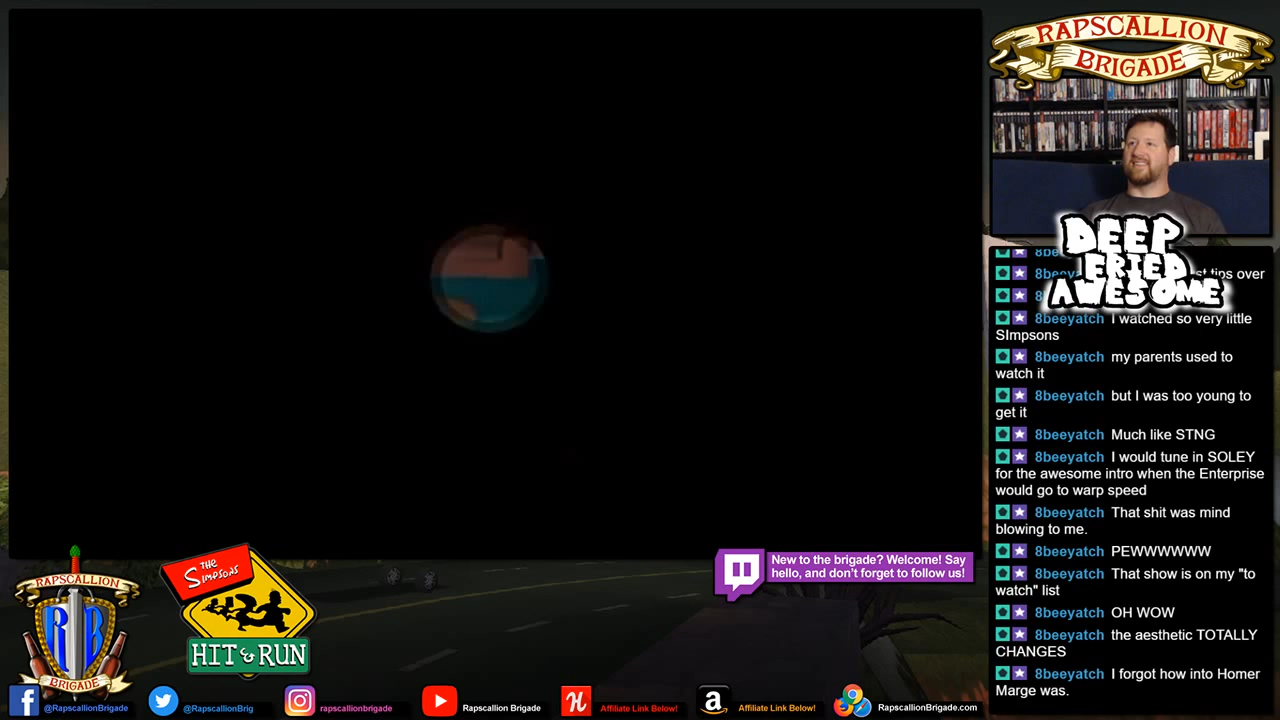 RAPSCALLION
BRIGADE
DEEP
FRIED
AWESOME
st tips over
8beeyatch I watched so very little
SImpsons
8beeyatch my parents used to
watch it
8beeyatch but I was too young to
get it
8beeyatch Much like STNG
8beeyatch I would tune in SOLEY
for the awesome intro when the Enterprise
would go to warp speed
8beeyatch That shit was mind
blowing to me.
8beeyatch PEWWWWWW
8beeyatch That show is on my "to
watch" list
8beeyatch OH WOW
8beeyatch the aesthetic TOTALLY
CHANGES
8beeyatch I forgot how into Homer
Marge was.
New to the brigade? Welcome! Say
hello, and don't forget to follow us!
RAPSCALLION
RB
BRIGADE
THE
SIMPSONS
HIT & RUN
@RapscallionBrigade
@RapscallionBrig
rapscallionbrigade
Rapscallion Brigade
Affiliate Link Below!
Affiliate Link Below!
RapscallionBrigade.com